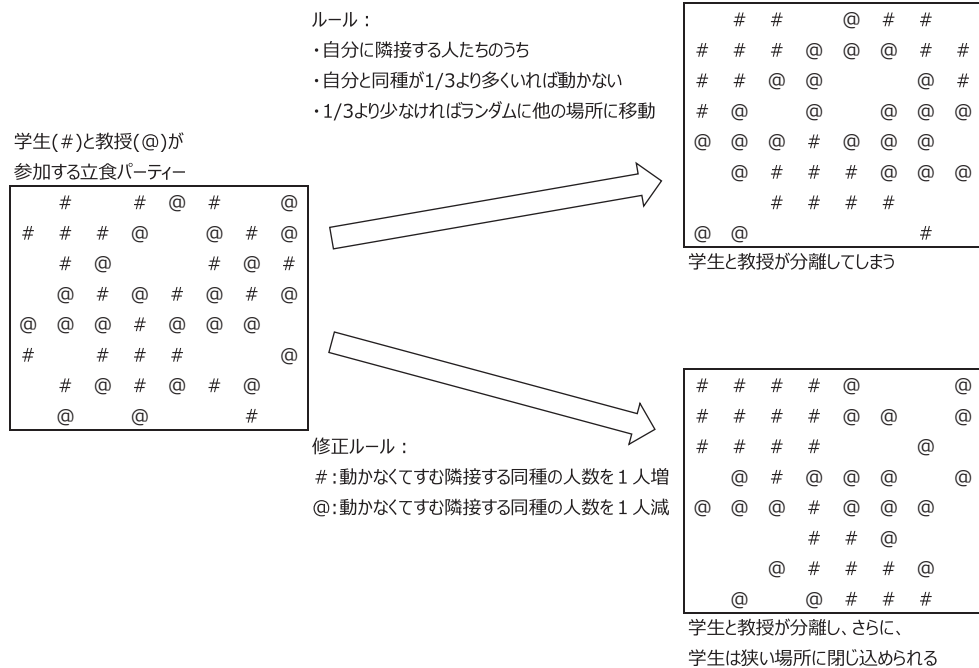 学生(#)と教授(@)が
参加する立食パーティー
# # @ # @
# # # @ @ # @
# @ # @ #
@ # @ # @ # @
@ @ @ # @ @ @
# # # # @
# @ # @ # @
@ @ #
ルール：
・自分に隣接する人たちのうち
・自分と同種が1/3より多くいれば動かない
・1/3より少なければランダムに他の場所に移動
# # @ # #
# # # @ @ @ # #
# # @ @ @ #
# @ @ @ @ @
@ @ @ # @ @ @
@ # # # @ @ @
# # # #
@ @ #
学生と教授が分離してしまう
修正ルール：
#:動かなくてすむ隣接する同種の人数を１人増
@:動かなくてすむ隣接する同種の人数を１人減
# # # # @ @
# # # # @ @ @
# # # # @
@ # @ @ @ @
@ @ @ # @ @ @
# # @
@ # # # @
@ @ # # #
学生と教授が分離し、さらに、
学生は狭い場所に閉じ込められる